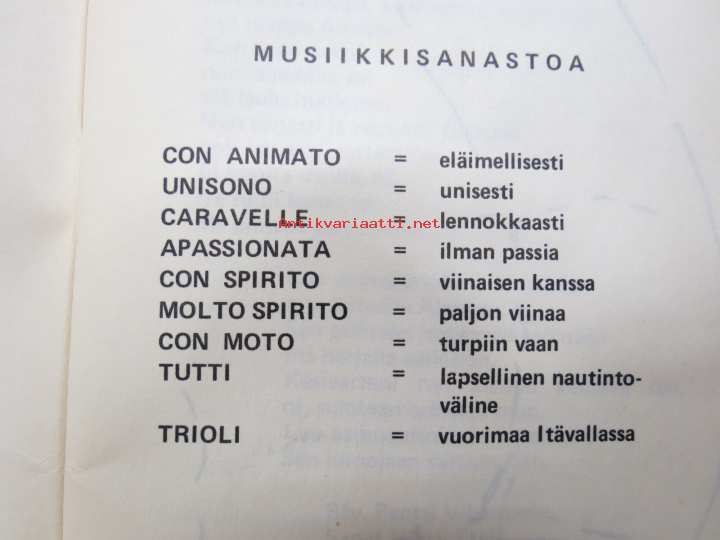 MUSIIKKISANASTOA
CON ANIMATO = eläimellisesti
UNISONO = unisesti
CARAVELLE = lennokkaasti
antikvariaatti.net
APASSIONATA = ilman passia
CON SPIRITO = viinaisen kanssa
MOLTO SPIRITO = paljon viinaa
CON MOTO = turpiin vaan
TUTTI = lapsellinen nautinto-
väline
TRIOLI = vuorimaa Itävallassa